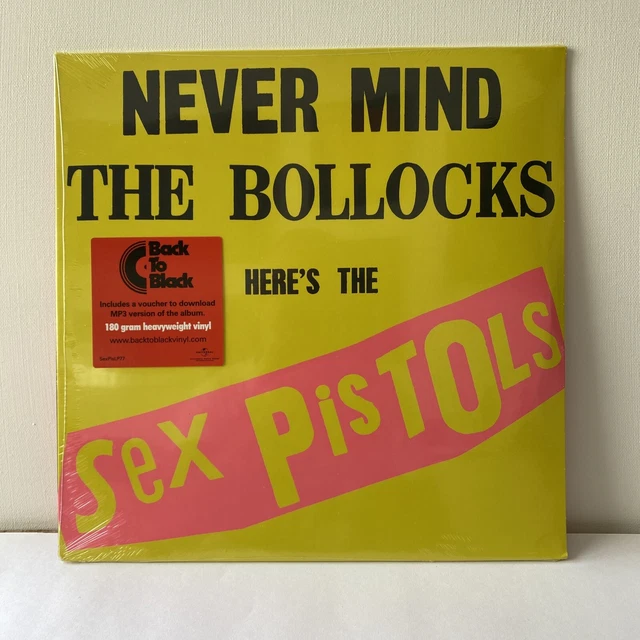 NEVER MIND
THE BOLLOCKS
HERE'S THE
Sex PisTOls
Back
To
Black
Includes a voucher to download
MP3 version of the album.
180 gram heavyweight vinyl
www.backtoblackvinyl.com